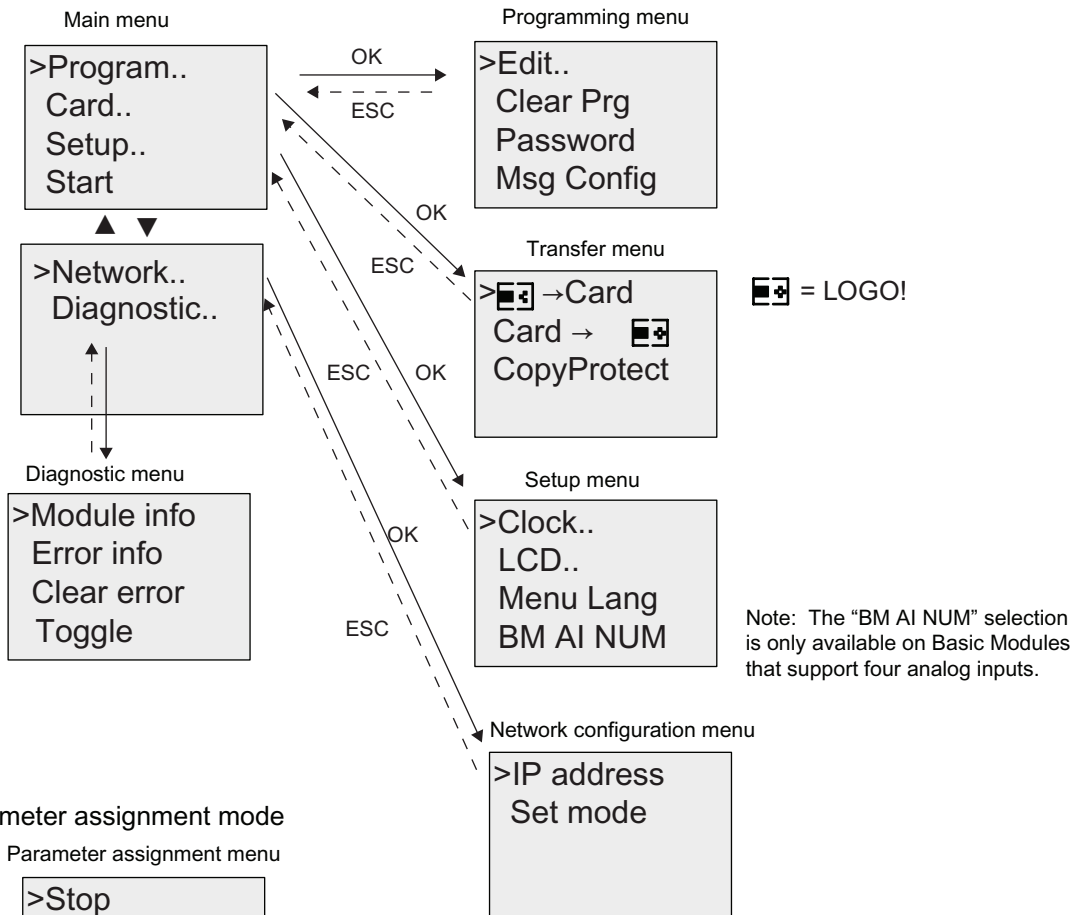 Main menu
>Program..
Card..
Setup..
Start
▲ ▼
>Network..
Diagnostic..
OK
ESC
Programming menu
>Edit..
Clear Prg
Password
Msg Config
OK
ESC
Transfer menu
> →Card
Card →
CopyProtect
= LOGO!
ESC
OK
Diagnostic menu
>Module info
Error info
Clear error
Toggle
Setup menu
>Clock..
LCD..
Menu Lang
BM AI NUM
Note: The “BM AI NUM” selection
is only available on Basic Modules
that support four analog inputs.
OK
ESC
Network configuration menu
>IP address
Set mode
meter assignment mode
Parameter assignment menu
>Stop